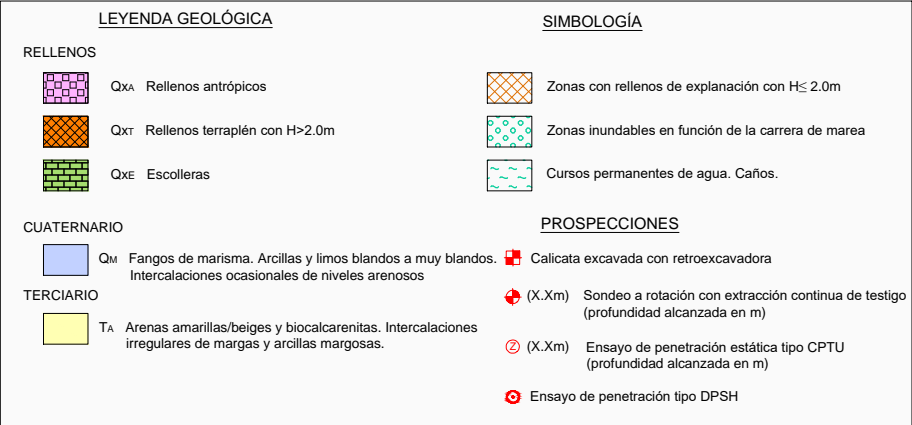 LEYENDA GEOLÓGICA
RELLENOS
QXA Rellenos antrópicos
QXT Rellenos terraplén con H>2.0m
QXE Escolleras
CUATERNARIO
QM Fangos de marisma. Arcillas y limos blandos a muy blandos.
Intercalaciones ocasionales de niveles arenosos
TERCIARIO
TA Arenas amarillas/beiges y biocalcarenitas. Intercalaciones
irregulares de margas y arcillas margosas.
SIMBOLOGÍA
Zonas con rellenos de explanación con H≤ 2.0m
Zonas inundables en función de la carrera de marea
Cursos permanentes de agua. Caños.
PROSPECCIONES
Calicata excavada con retroexcavadora
(X.Xm) Sondeo a rotación con extracción continua de testigo
(profundidad alcanzada en m)
Z (X.Xm) Ensayo de penetración estática tipo CPTU
(profundidad alcanzada en m)
Ensayo de penetración tipo DPSH